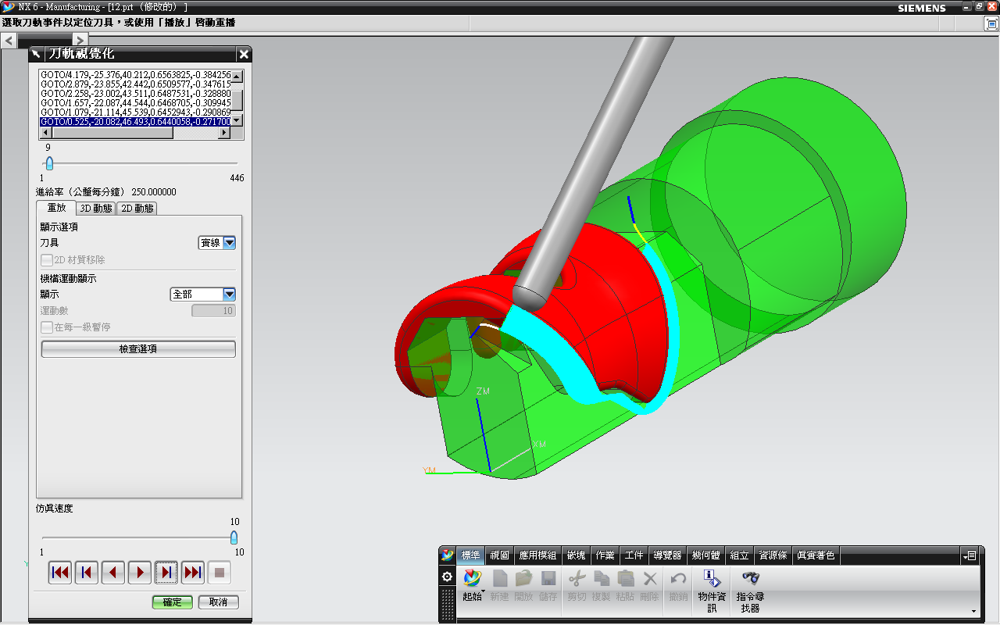 NX 6 - Manufacturing - [12.prt （修改的） ]
SIEMENS
選取刀軌事件以定位刀具，或使用「播放」啓動重播
刀軌視覺化
GOTO/4.179,-25.376,40.212,0.6563825,-0.384256
GOTO/2.879,-23.855,42.442,0.6509577,-0.347615
GOTO/2.258,-23.002,43.511,0.6487531,-0.328880
GOTO/1.657,-22.087,44.544,0.6468705,-0.309945
GOTO/1.079,-21.114,45.539,0.6452943,-0.290869
GOTO/0.525,-20.082,46.493,0.6440058,-0.271700
9
1 446
進給率（公釐每分鐘） 250.000000
重放 3D 動態 2D 動態
顯示選項
刀具 實線
2D 材質移除
機構運動顯示
顯示 全部
運動數 10
在每一級暫停
檢查選項
仿真速度
10
1 10
確定 取消
ZM
XM
YM
標準 視圖 應用模組 嵌塊 作業 工件 導覽器 幾何體 組立 資源條 真實著色
起始 新建 開放 儲存 剪切 複製 粘貼 刪除 撤銷 物件資訊 指令尋找器